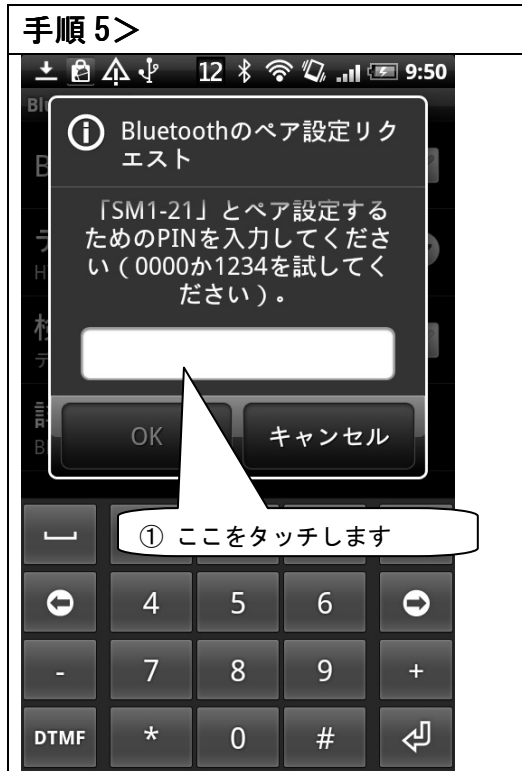 手順 5＞
12 9:50
Bluetoothのペア設定リク
エスト
「SM1-21」とペア設定する
ためのPINを入力してくださ
い（0000か1234を試してく
ださい）。
OK キャンセル
① ここをタッチします
4 5 6
- 7 8 9 +
DTMF * 0 #